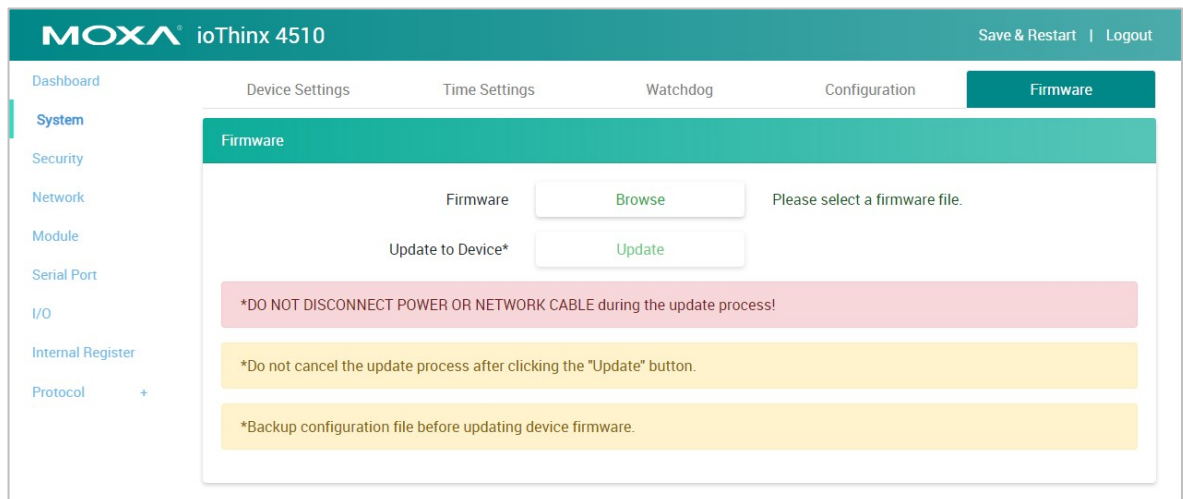 MOXA® ioThinx 4510
Save & Restart | Logout
Dashboard
System
Security
Network
Module
Serial Port
I/O
Internal Register
Protocol +
Device Settings
Time Settings
Watchdog
Configuration
Firmware
Firmware
Firmware Browse Please select a firmware file.
Update to Device* Update
*DO NOT DISCONNECT POWER OR NETWORK CABLE during the update process!
*Do not cancel the update process after clicking the "Update" button.
*Backup configuration file before updating device firmware.